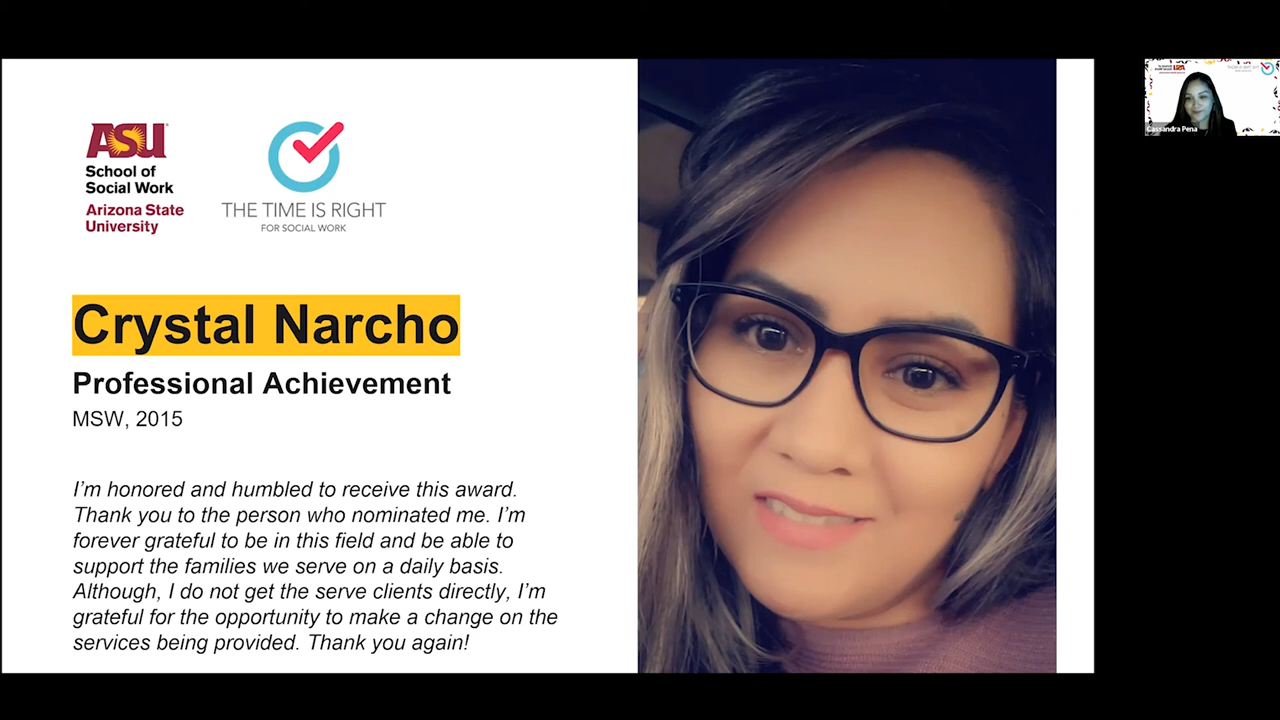 ASU
School of
Social Work
Arizona State
University
THE TIME IS RIGHT
FOR SOCIAL WORK
Crystal Narcho
Professional Achievement
MSW, 2015
I'm honored and humbled to receive this award.
Thank you to the person who nominated me. I'm
forever grateful to be in this field and be able to
support the families we serve on a daily basis.
Although, I do not get the serve clients directly, I'm
grateful for the opportunity to make a change on the
services being provided. Thank you again!
Cassandra Pena